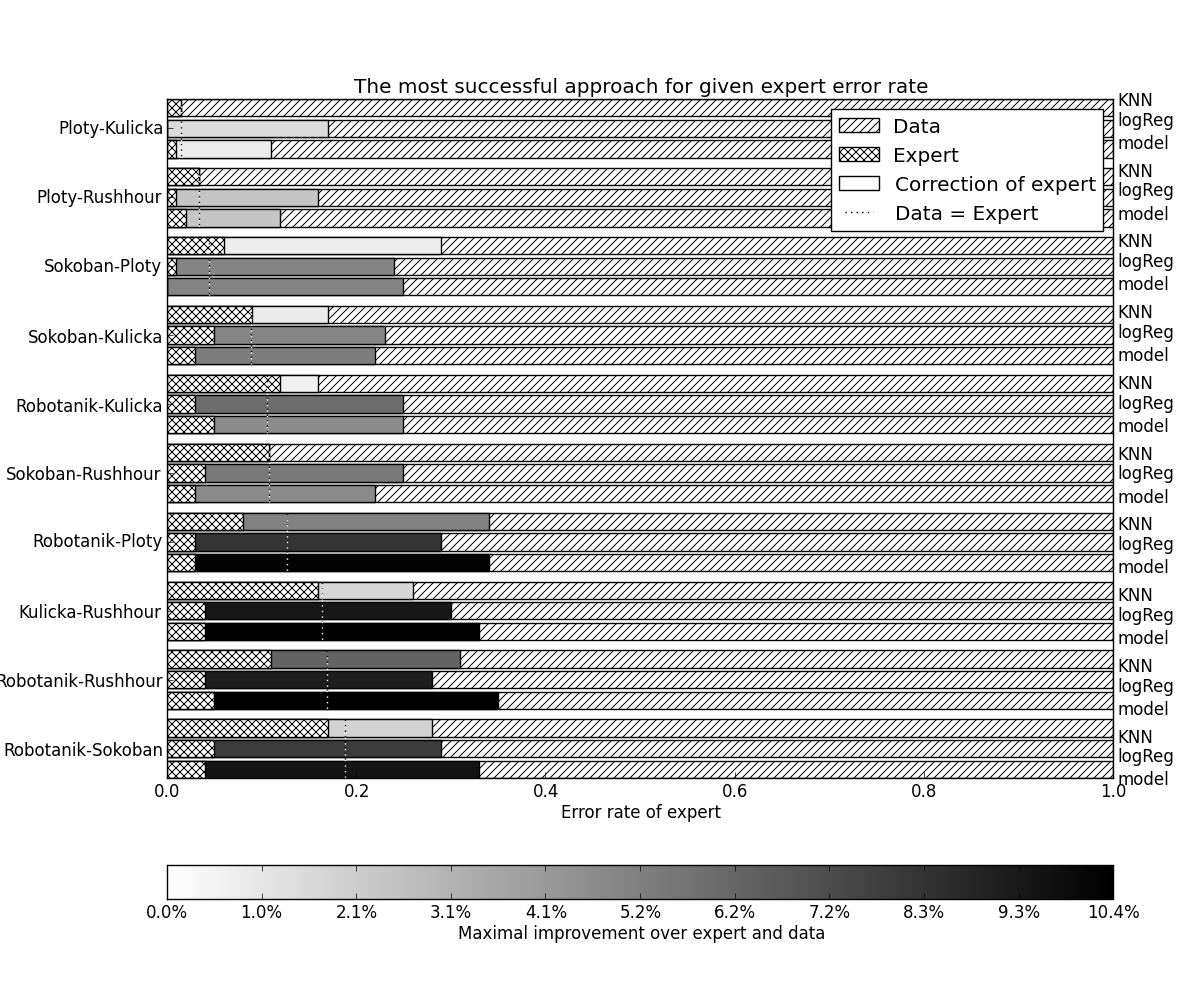 The most successful approach for given expert error rate
Data
Expert
Correction of expert
Data = Expert
Ploty-Kulicka
KNN
logReg
model
Ploty-Rushhour
KNN
logReg
model
Sokoban-Ploty
KNN
logReg
model
Sokoban-Kulicka
KNN
logReg
model
Robotanik-Kulicka
KNN
logReg
model
Sokoban-Rushhour
KNN
logReg
model
Robotanik-Ploty
KNN
logReg
model
Kulicka-Rushhour
KNN
logReg
model
Robotanik-Rushhour
KNN
logReg
model
Robotanik-Sokoban
KNN
logReg
model
0.0 0.2 0.4 0.6 0.8 1.0
Error rate of expert
0.0% 1.0% 2.1% 3.1% 4.1% 5.2% 6.2% 7.2% 8.3% 9.3% 10.4%
Maximal improvement over expert and data